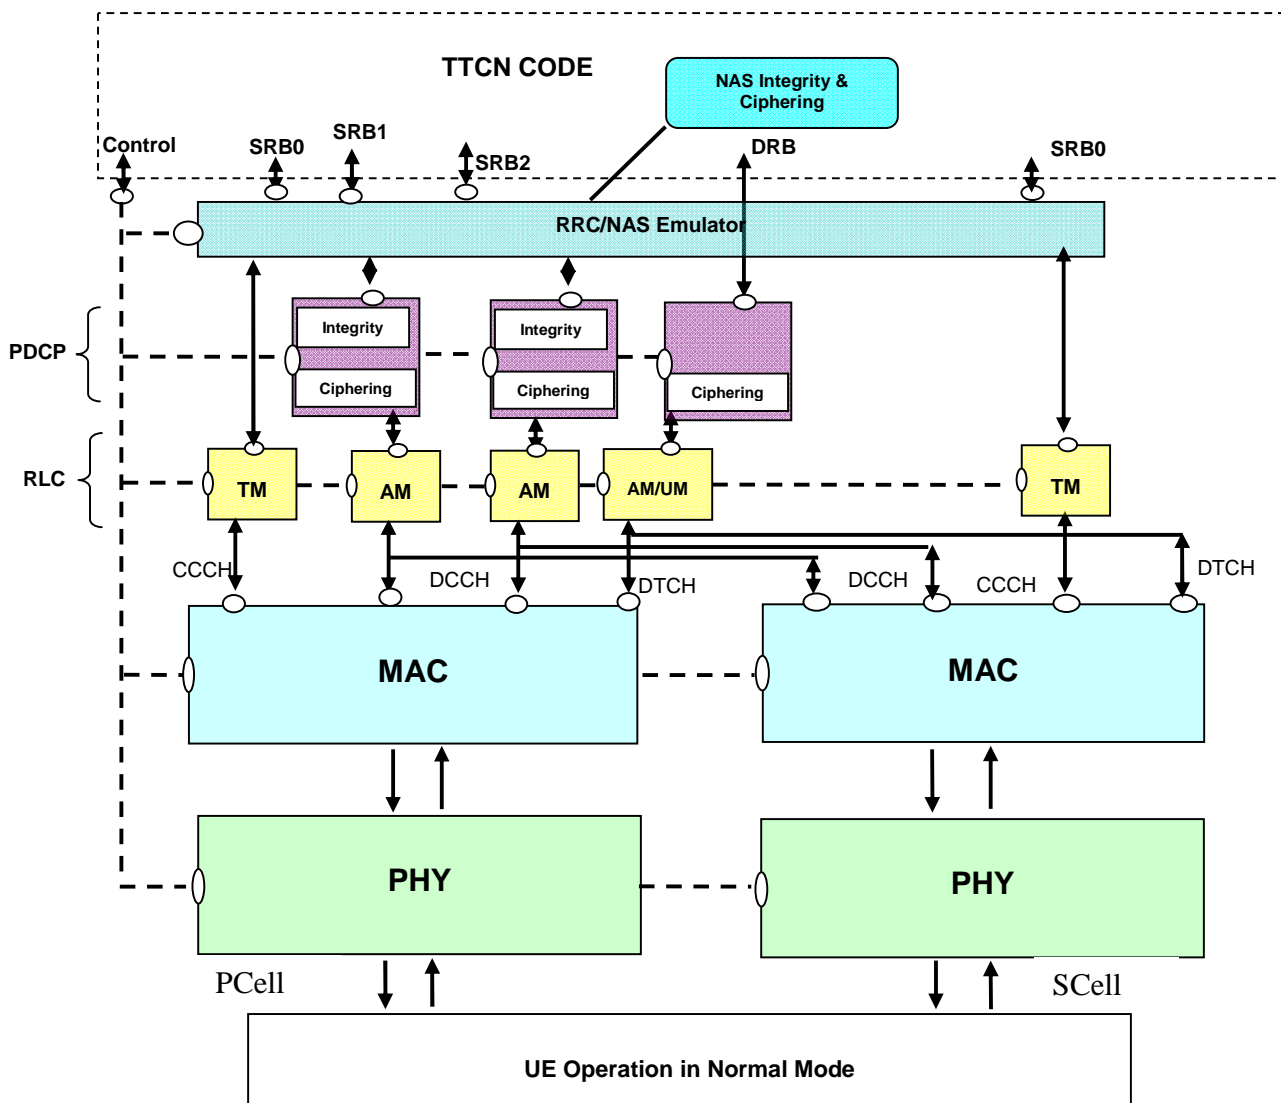 TTCN CODE
NAS Integrity &
Ciphering
Control
SRB0
SRB1
SRB2
DRB
SRB0
RRC/NAS Emulator
PDCP
Integrity
Ciphering
Integrity
Ciphering
Ciphering
RLC
TM
AM
AM
AM/UM
TM
CCCH
DCCH
DTCH
DCCH
CCCH
DTCH
MAC
MAC
PHY
PHY
PCell
SCell
UE Operation in Normal Mode